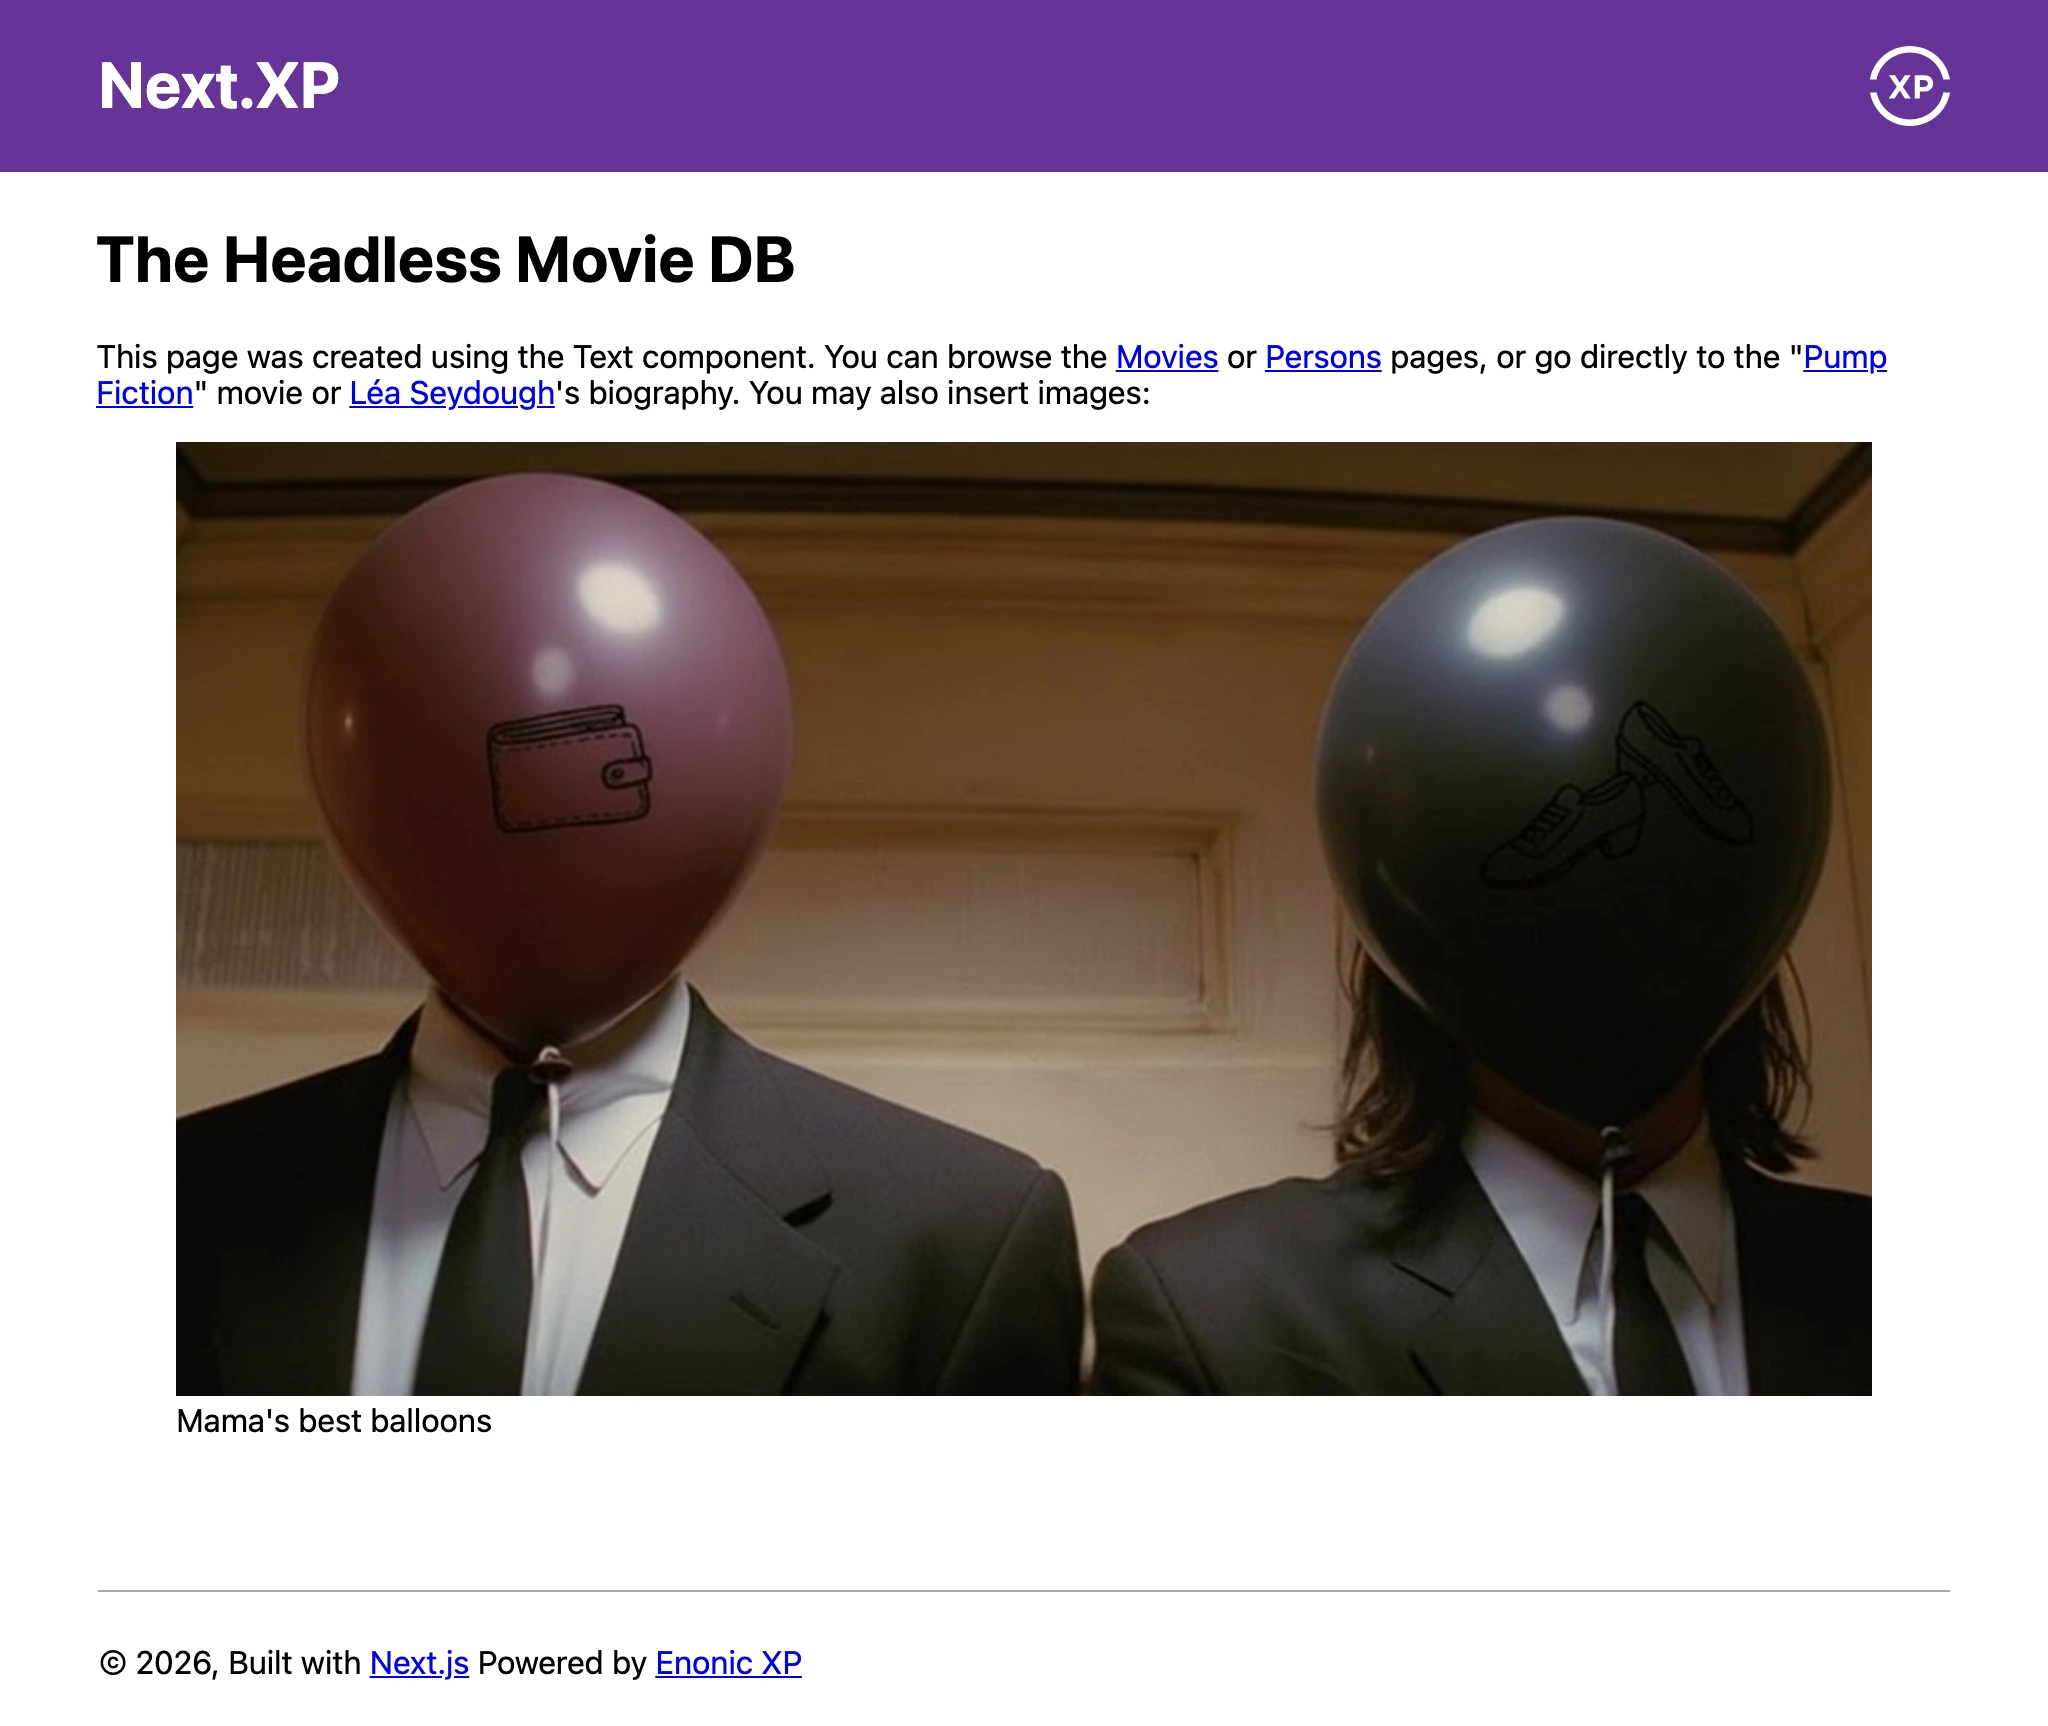 Next.XP
XP
The Headless Movie DB
This page was created using the Text component. You can browse the Movies or Persons pages, or go directly to the "Pump
Fiction" movie or Léa Seydough's biography. You may also insert images:
Mama's best balloons
© 2026, Built with Next.js Powered by Enonic XP